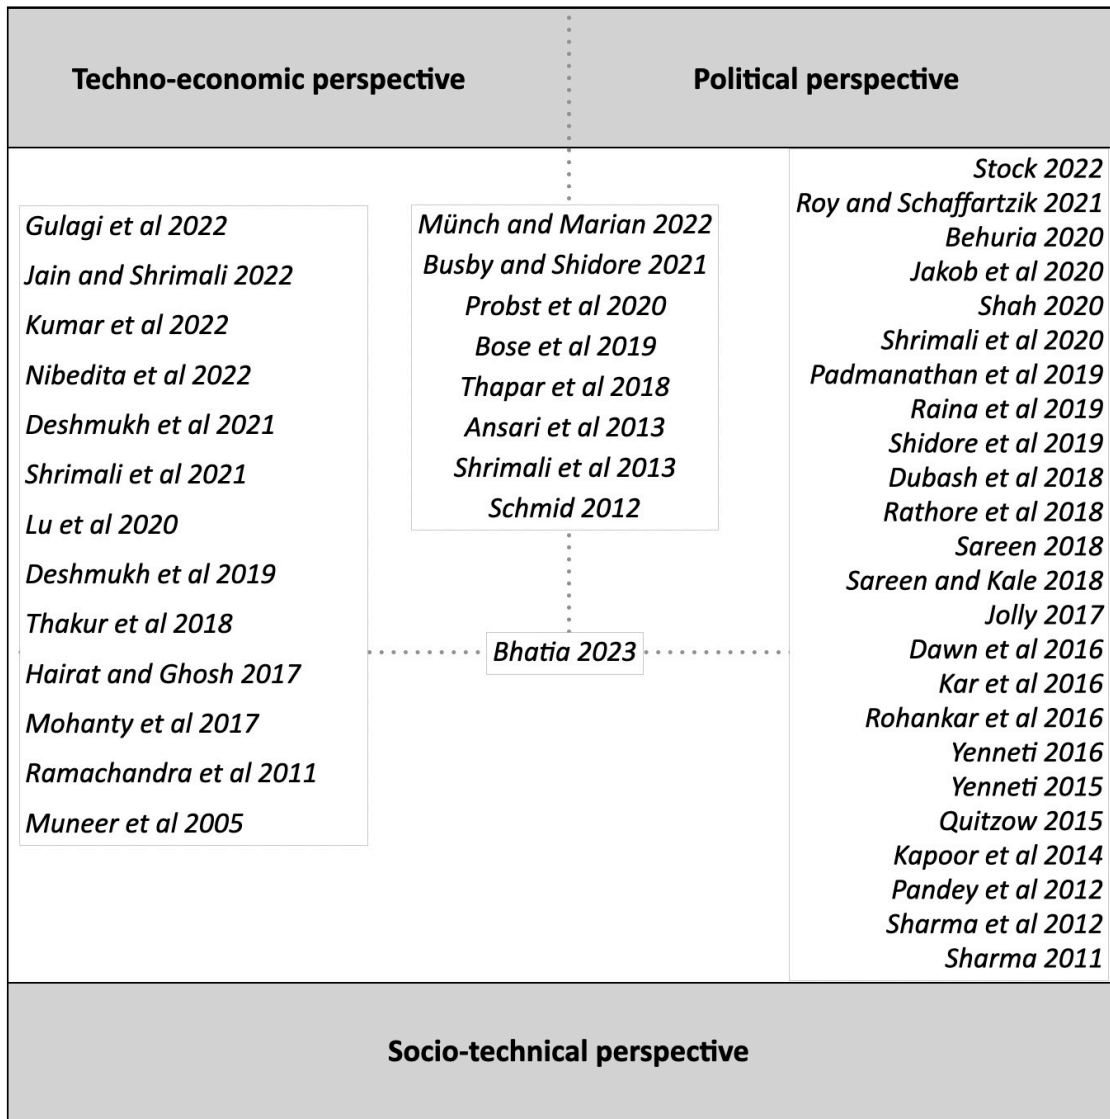 Techno-economic perspective
Political perspective
Gulagi et al 2022
Jain and Shrimali 2022
Kumar et al 2022
Nibedita et al 2022
Deshmukh et al 2021
Shrimali et al 2021
Lu et al 2020
Deshmukh et al 2019
Thakur et al 2018
Hairat and Ghosh 2017
Mohanty et al 2017
Ramachandra et al 2011
Muneer et al 2005
Münch and Marian 2022
Busby and Shidore 2021
Probst et al 2020
Bose et al 2019
Thapar et al 2018
Ansari et al 2013
Shrimali et al 2013
Schmid 2012
Bhatia 2023
Stock 2022
Roy and Schaffartzik 2021
Behuria 2020
Jakob et al 2020
Shah 2020
Shrimali et al 2020
Padmanathan et al 2019
Raina et al 2019
Shidore et al 2019
Dubash et al 2018
Rathore et al 2018
Sareen 2018
Sareen and Kale 2018
Jolly 2017
Dawn et al 2016
Kar et al 2016
Rohankar et al 2016
Yenneti 2016
Yenneti 2015
Quitzow 2015
Kapoor et al 2014
Pandey et al 2012
Sharma et al 2012
Sharma 2011
Socio-technical perspective